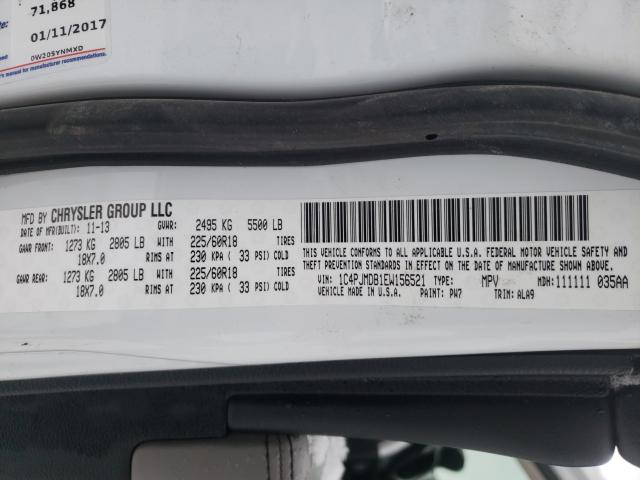 71,868
01/11/2017
0W20SYNMXD
's manual for recommended
MFD BY CHRYSLER GROUP LLC
DATE OF MFR(BUILT): 11-13 GVWR: 2495 KG 5500 LB
GAWR FRONT: 1273 KG 2805 LB WITH 225/60R18 TIRES
18X7.0 RIMS AT 230 KPA ( 33 PSI) COLD
GAWR REAR: 1273 KG 2805 LB WITH 225/60R18 TIRES
18X7.0 RIMS AT 230 KPA ( 33 PSI) COLD
THIS VEHICLE CONFORMS TO ALL APPLICABLE U.S.A. FEDERAL MOTOR VEHICLE SAFETY AND
THEFT PREVENTION STANDARDS IN EFFECT ON THE DATE OF MANUFACTURE SHOWN ABOVE.
VIN: 1C4PJMDB1EW156521 TYPE: MPV MDH:111111 035AA
VEHICLE MADE IN U.S.A. PAINT: PW7 TRIM: ALA9